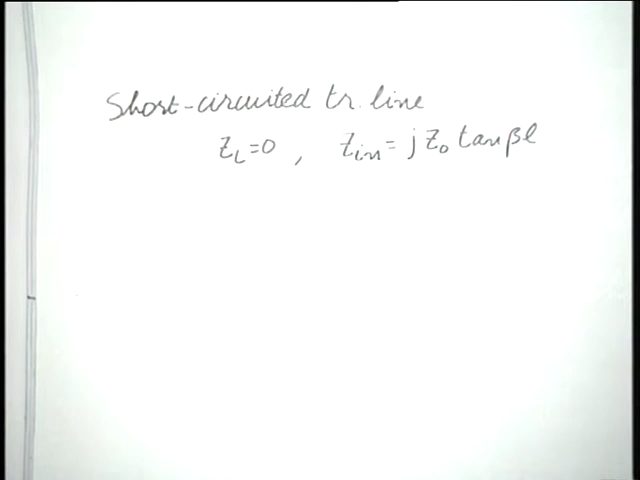 Short-circuited tr. line
Z_L=0 , Z_in = j Z_0 tan βl